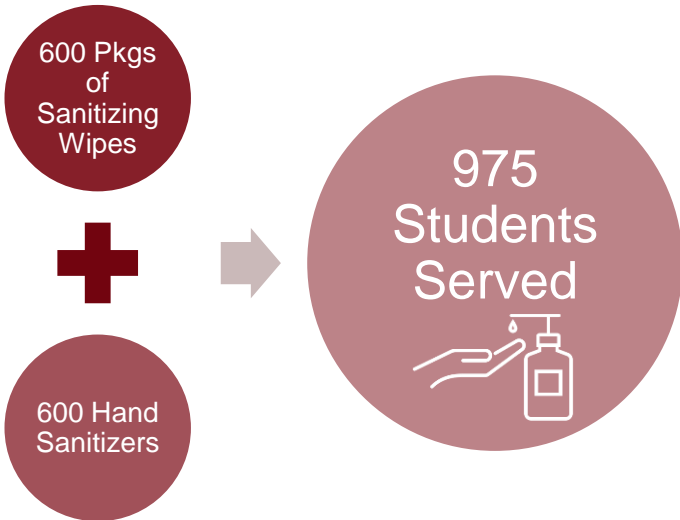 600 Pkgs
of
Sanitizing
Wipes
600 Hand
Sanitizers
975
Students
Served